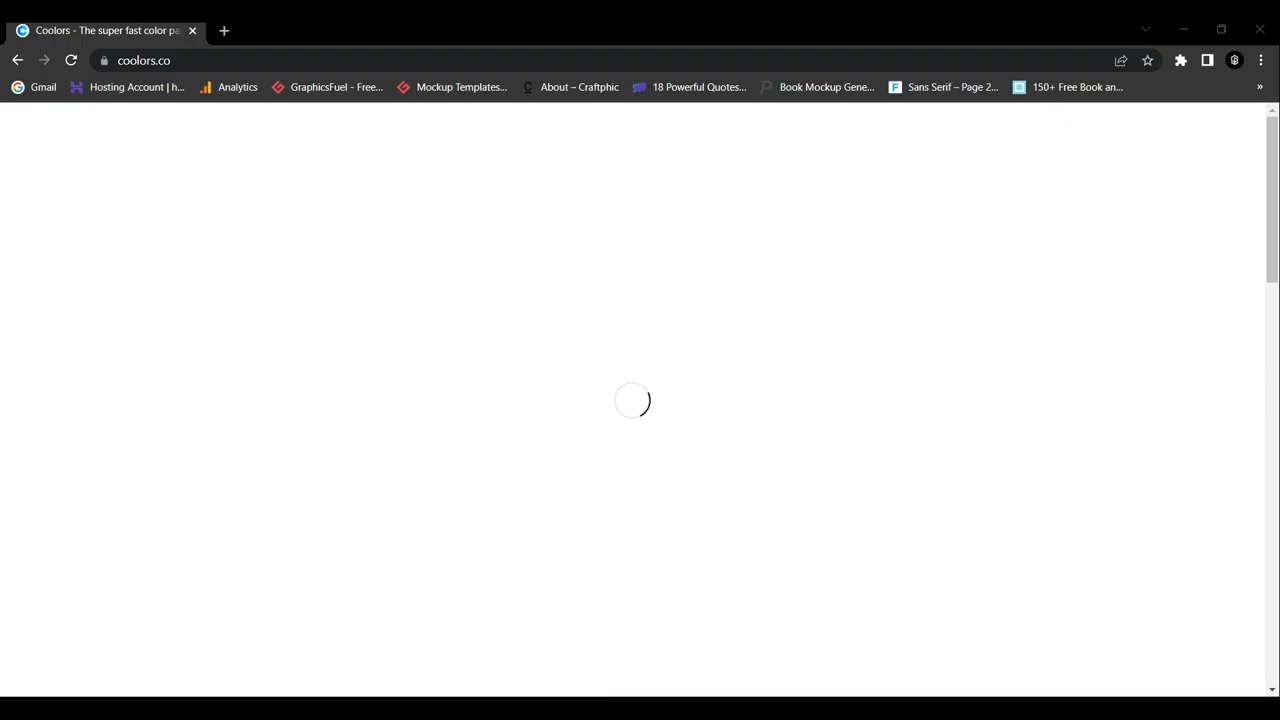 Coolors - The super fast color pa
coolors.co
Gmail
Hosting Account | h...
Analytics
GraphicsFuel - Free...
Mockup Templates...
About – Craftphic
18 Powerful Quotes...
Book Mockup Gene...
Sans Serif – Page 2...
150+ Free Book an...
»